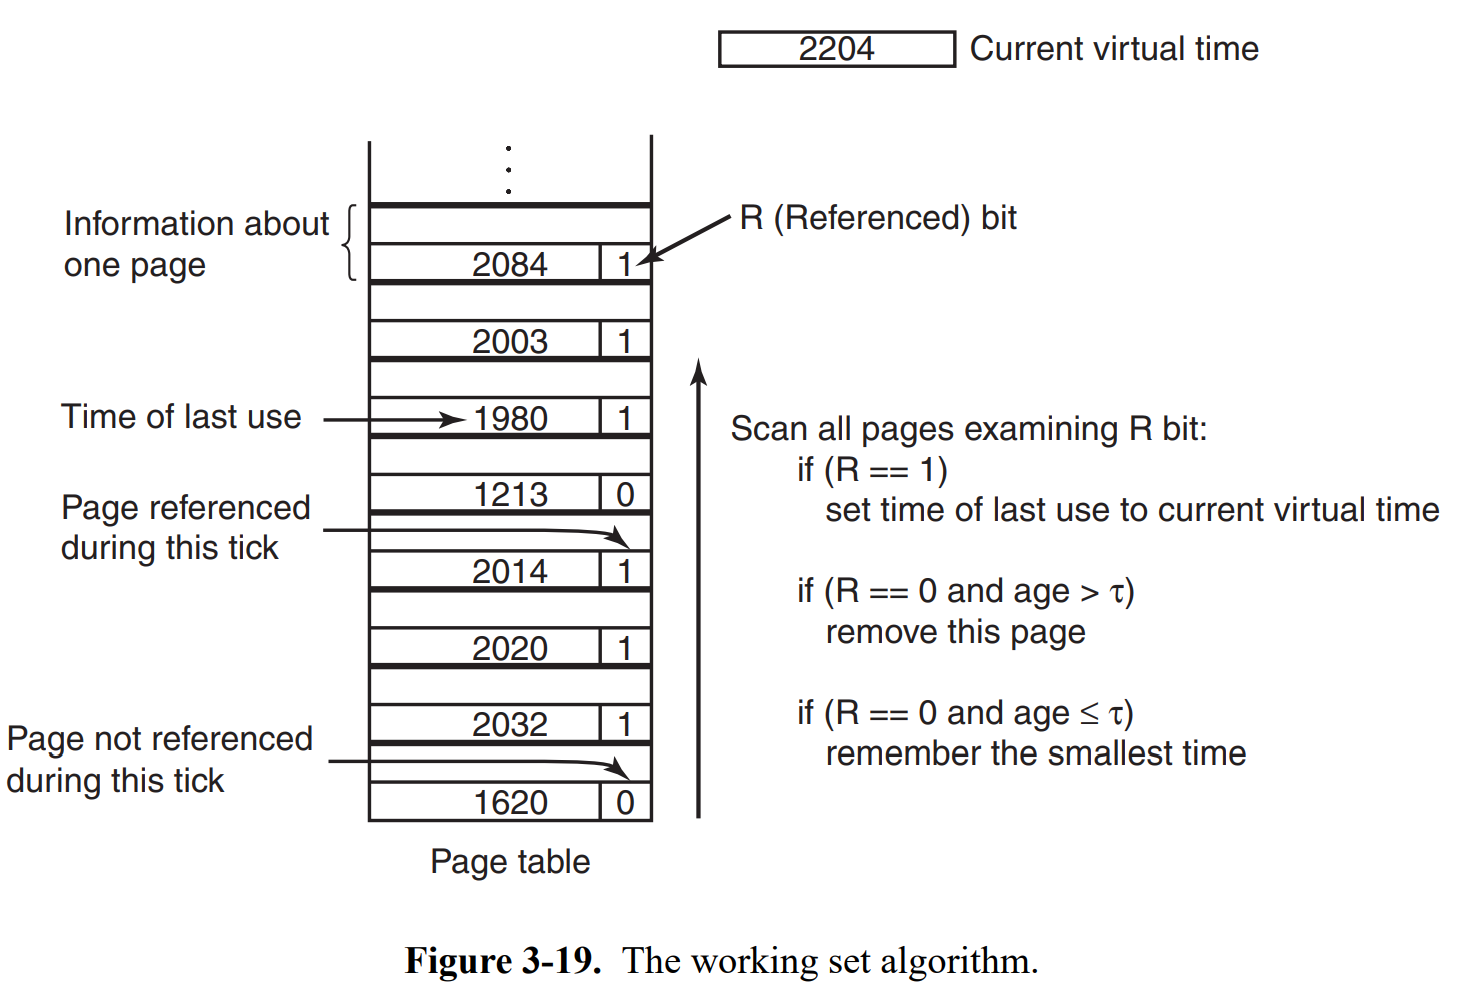 2204 Current virtual time
Information about
one page
R (Referenced) bit
2084 1
2003 1
Time of last use
1980 1
Scan all pages examining R bit:
if (R == 1)
set time of last use to current virtual time
1213 0
Page referenced
during this tick
2014 1
if (R == 0 and age > τ)
remove this page
2020 1
2032 1
if (R == 0 and age ≤ τ)
remember the smallest time
Page not referenced
during this tick
1620 0
Page table
Figure 3-19. The working set algorithm.